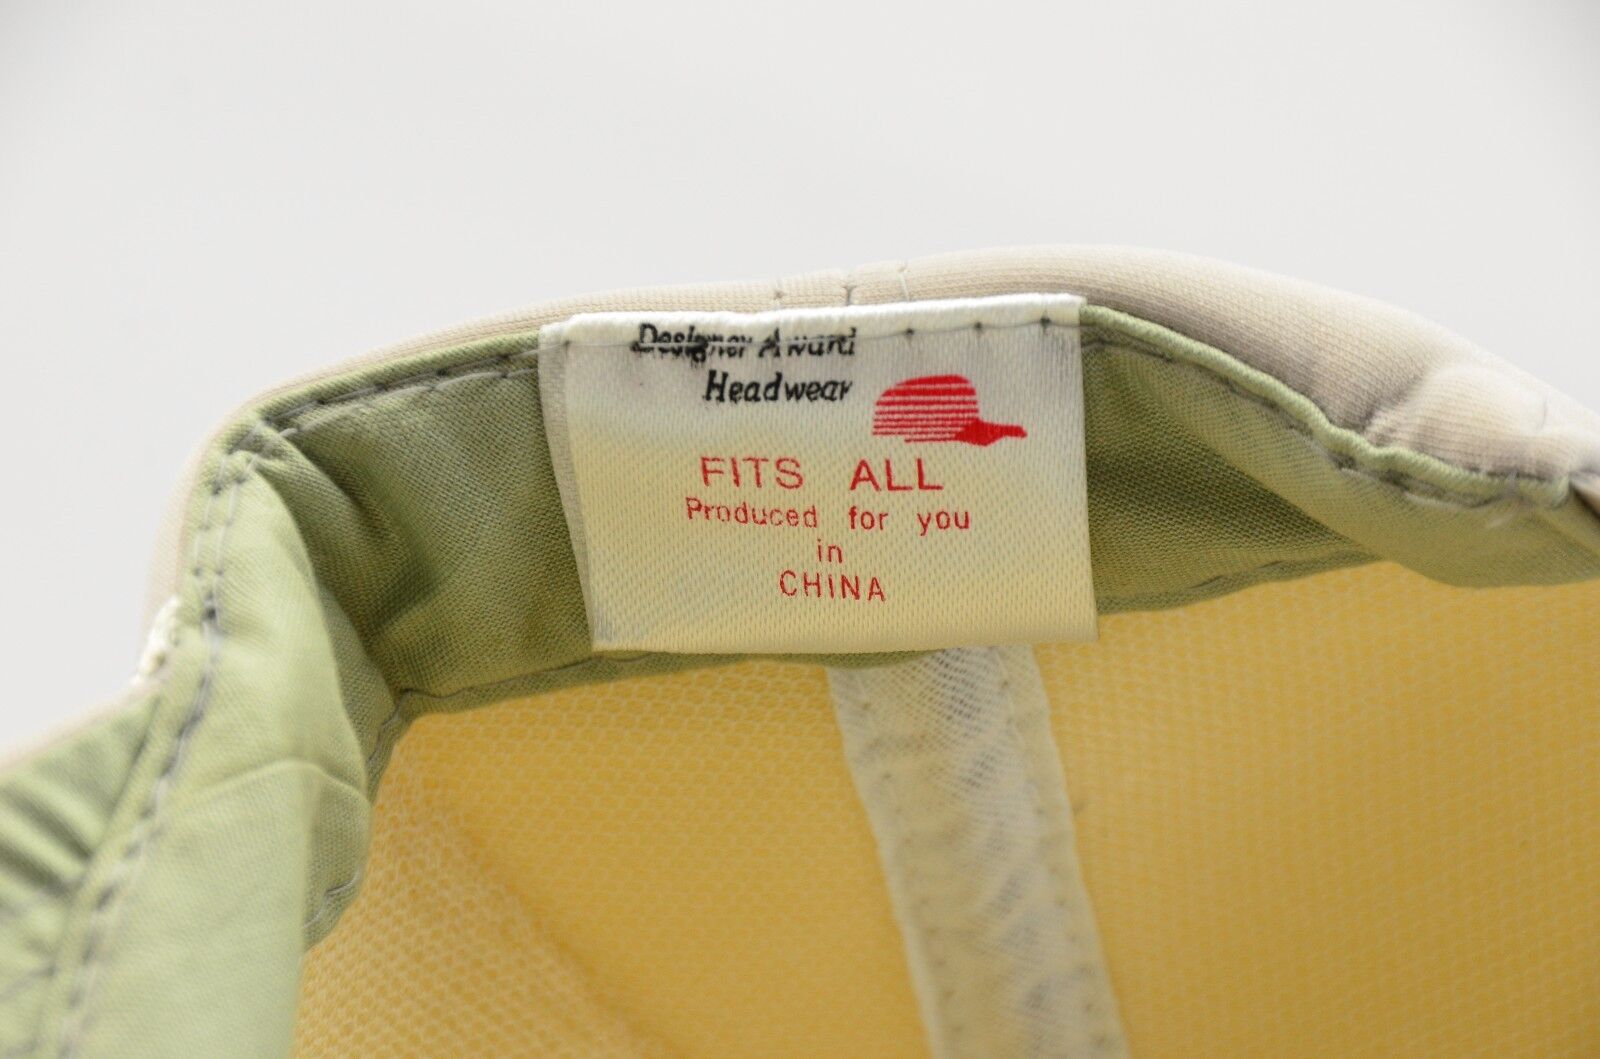 Designer Award
Headwear
FITS ALL
Produced for you
in
CHINA